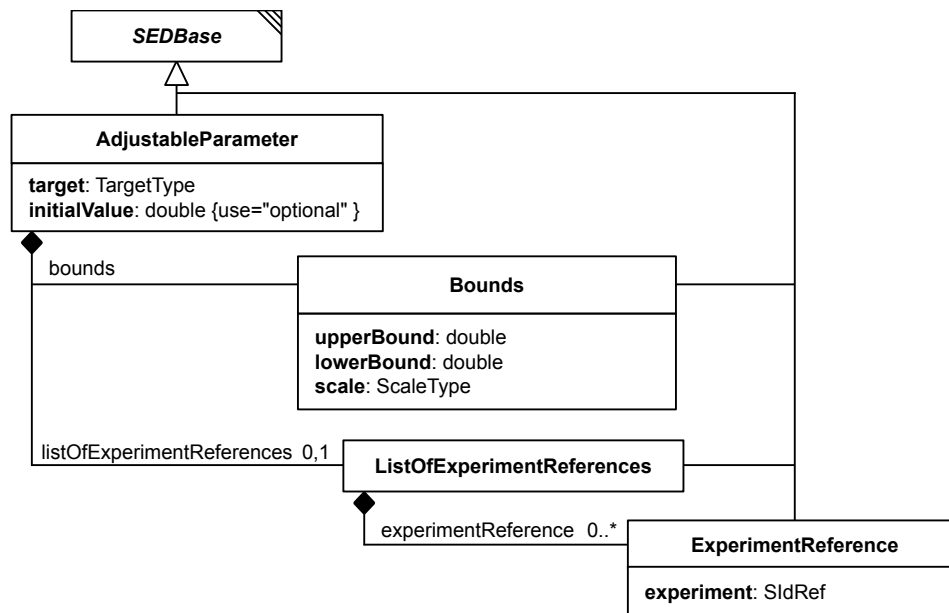 SEDBase
AdjustableParameter
target: TargetType
initialValue: double {use="optional" }
bounds
Bounds
upperBound: double
lowerBound: double
scale: ScaleType
listOfExperimentReferences 0,1
ListOfExperimentReferences
experimentReference 0..*
ExperimentReference
experiment: SIdRef